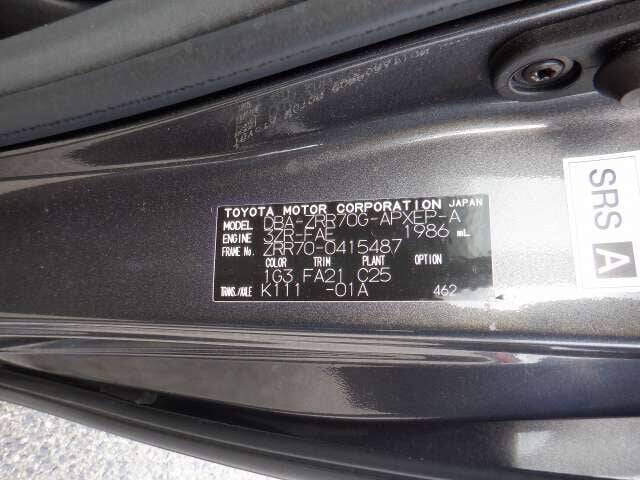 TOYOTA MOTOR CORPORATION JAPAN
MODEL DBA-ZRR70G-APXEP-A
ENGINE 3ZR-FAE 1986 mL
FRAME No. ZRR70-0415487
COLOR TRIM PLANT OPTION
1G3 FA21 C25
TRANS./AXLE K111 -01A 462
SRS A